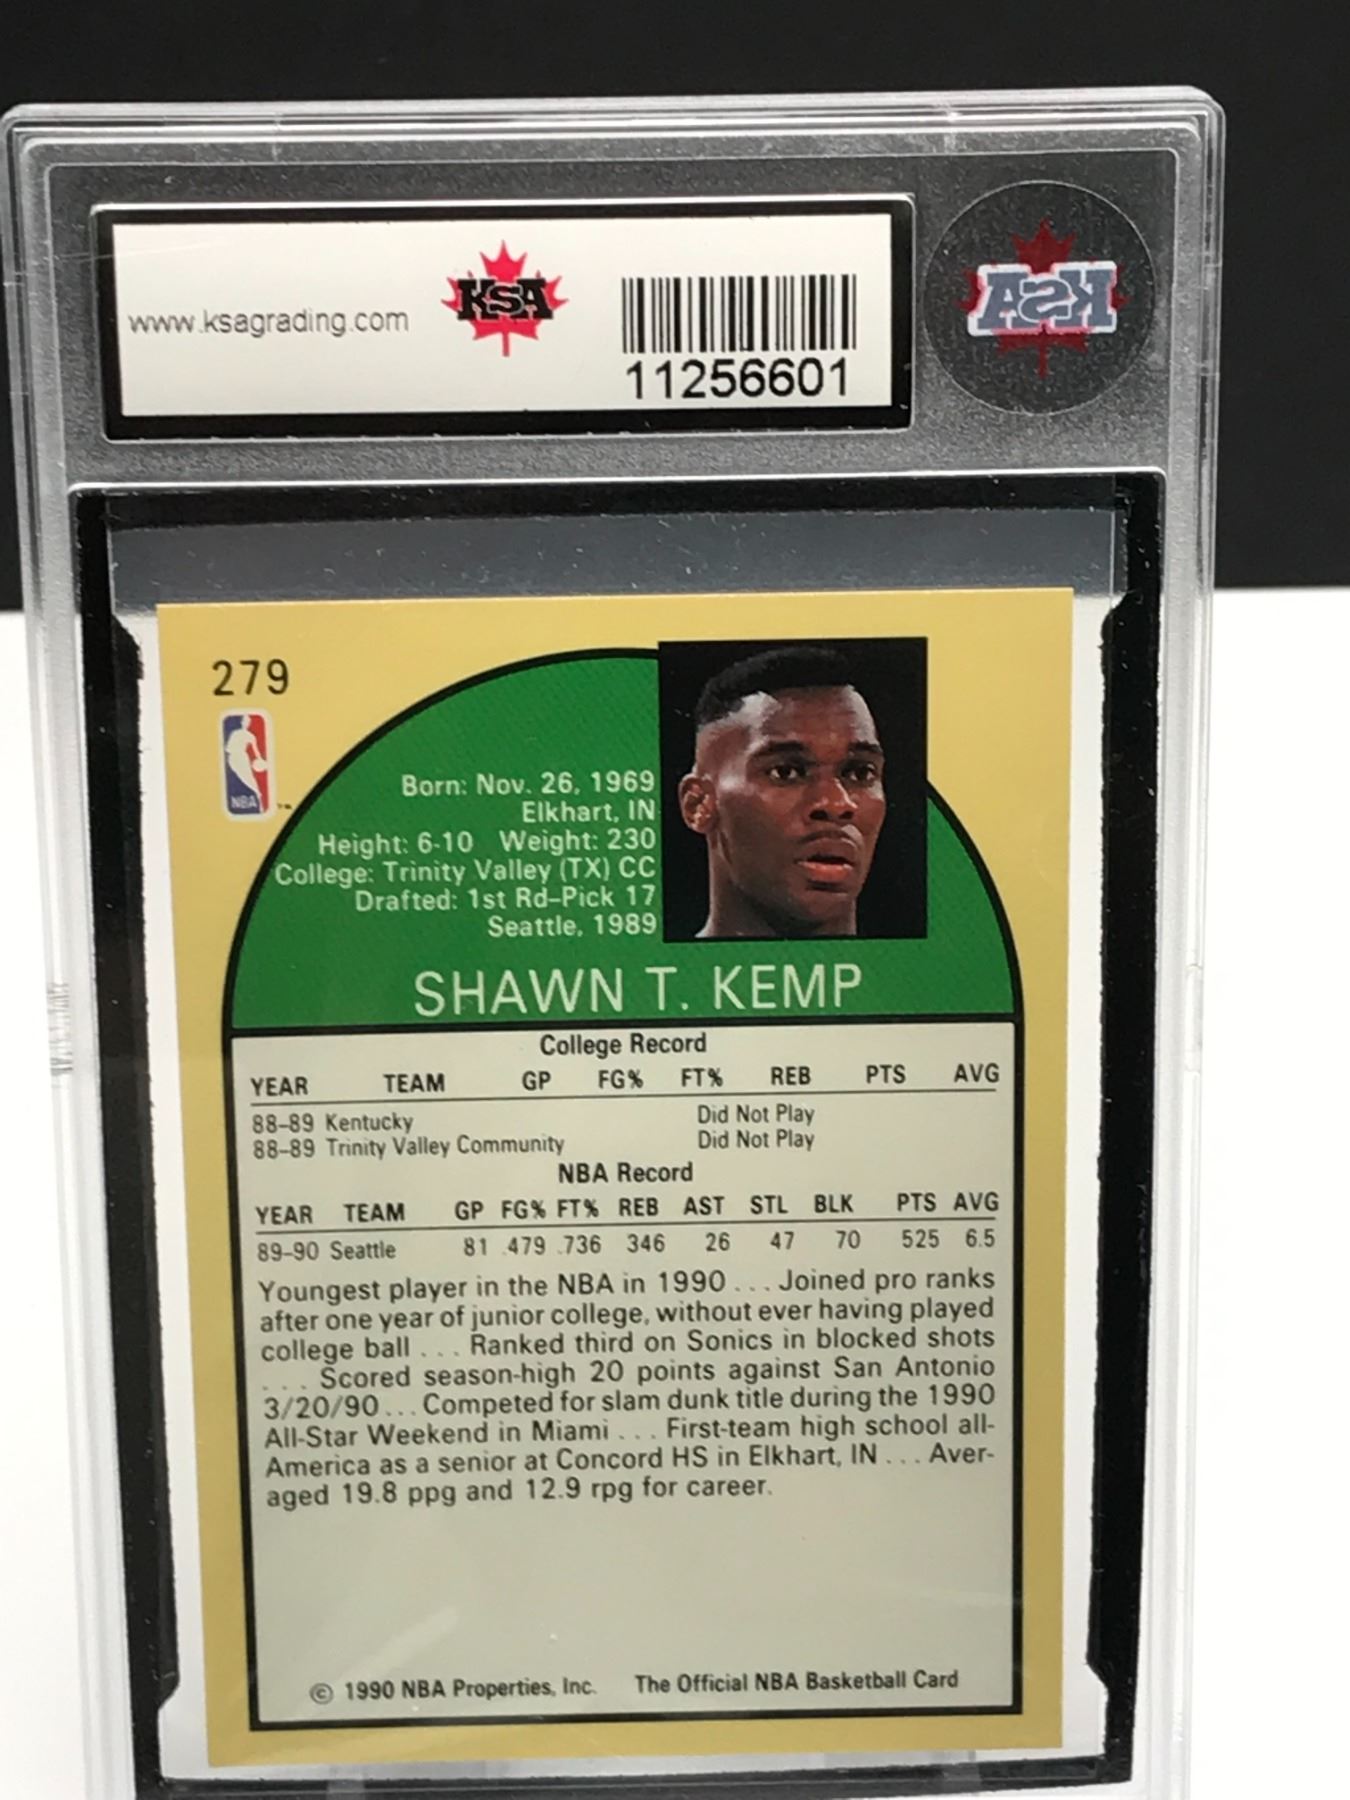 www.ksagrading.com
KSA
11256601
KSA
279
NBA
™
Born: Nov. 26, 1969
Elkhart, IN
Height: 6-10 Weight: 230
College: Trinity Valley (TX) CC
Drafted: 1st Rd-Pick 17
Seattle, 1989
SHAWN T. KEMP
College Record
YEAR TEAM GP FG% FT% REB PTS AVG
88-89 Kentucky Did Not Play
88-89 Trinity Valley Community Did Not Play
NBA Record
YEAR TEAM GP FG% FT% REB AST STL BLK PTS AVG
89-90 Seattle 81 .479 .736 346 26 47 70 525 6.5
Youngest player in the NBA in 1990 ... Joined pro ranks
after one year of junior college, without ever having played
college ball ... Ranked third on Sonics in blocked shots
... Scored season-high 20 points against San Antonio
3/20/90 ... Competed for slam dunk title during the 1990
All-Star Weekend in Miami ... First-team high school all-
America as a senior at Concord HS in Elkhart, IN ... Aver-
aged 19.8 ppg and 12.9 rpg for career.
© 1990 NBA Properties, Inc. The Official NBA Basketball Card